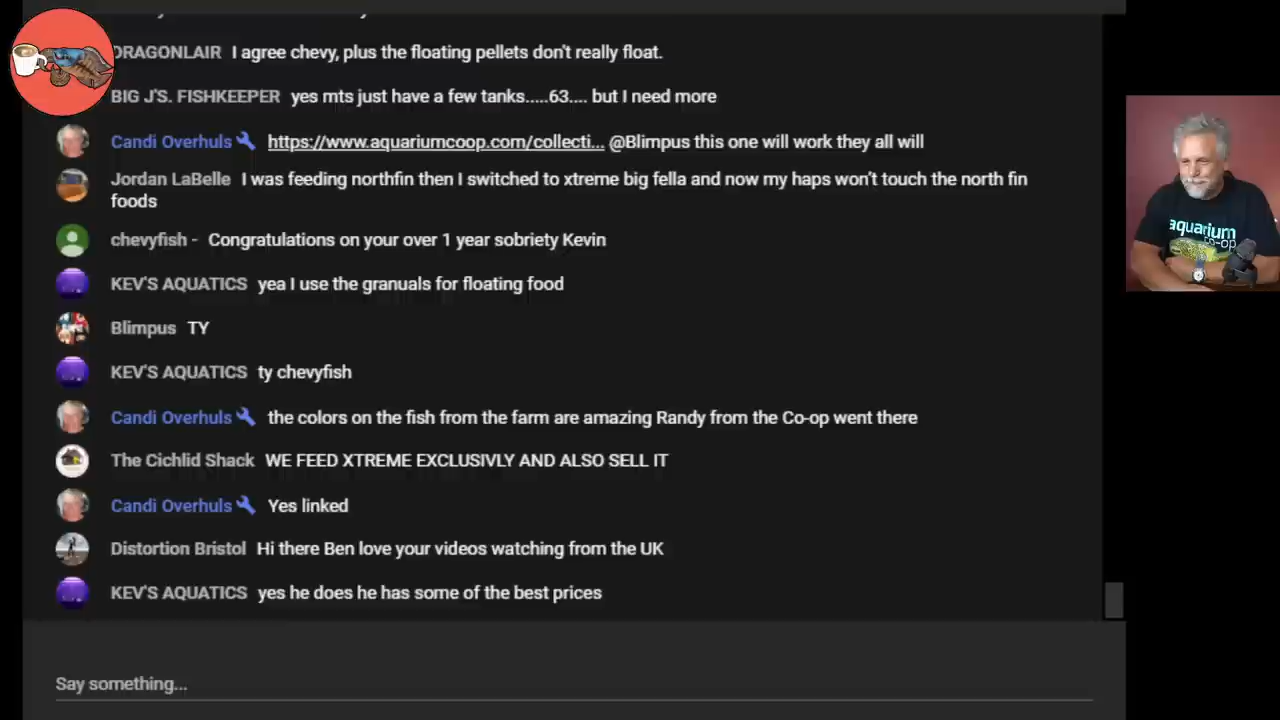 DRAGONLAIR I agree chevy, plus the floating pellets don't really float.
BIG J'S. FISHKEEPER yes mts just have a few tanks.....63.... but I need more
Candi Overhuls https://www.aquariumcoop.com/collecti... @Blimpus this one will work they all will
Jordan LaBelle I was feeding northfin then I switched to xtreme big fella and now my haps won't touch the north fin
foods
chevyfish - Congratulations on your over 1 year sobriety Kevin
KEV'S AQUATICS yea I use the granuals for floating food
Blimpus TY
KEV'S AQUATICS ty chevyfish
Candi Overhuls the colors on the fish from the farm are amazing Randy from the Co-op went there
The Cichlid Shack WE FEED XTREME EXCLUSIVLY AND ALSO SELL IT
Candi Overhuls Yes linked
Distortion Bristol Hi there Ben love your videos watching from the UK
KEV'S AQUATICS yes he does he has some of the best prices
Say something...
aquarium
co-op